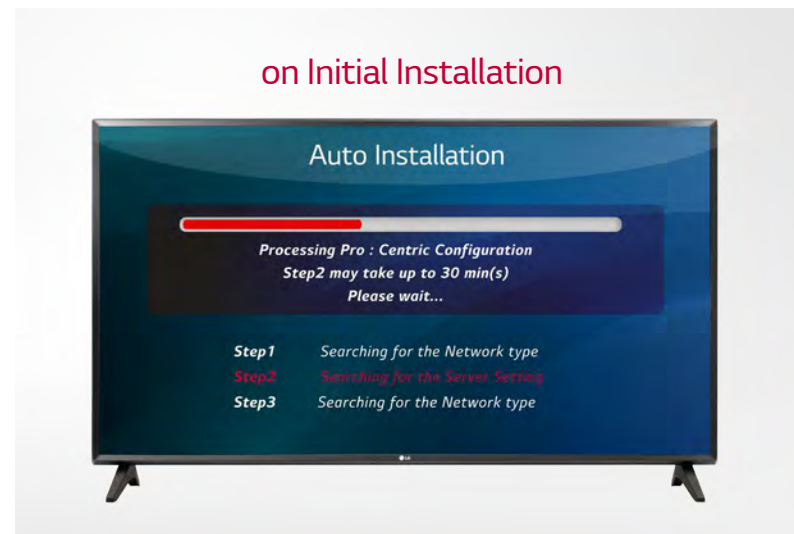 on Initial Installation
Auto Installation
Processing Pro : Centric Configuration
Step2 may take up to 30 min(s)
Please wait...
Step1 Searching for the Network type
Step2 Searching for the Server Setting
Step3 Searching for the Network type
LG